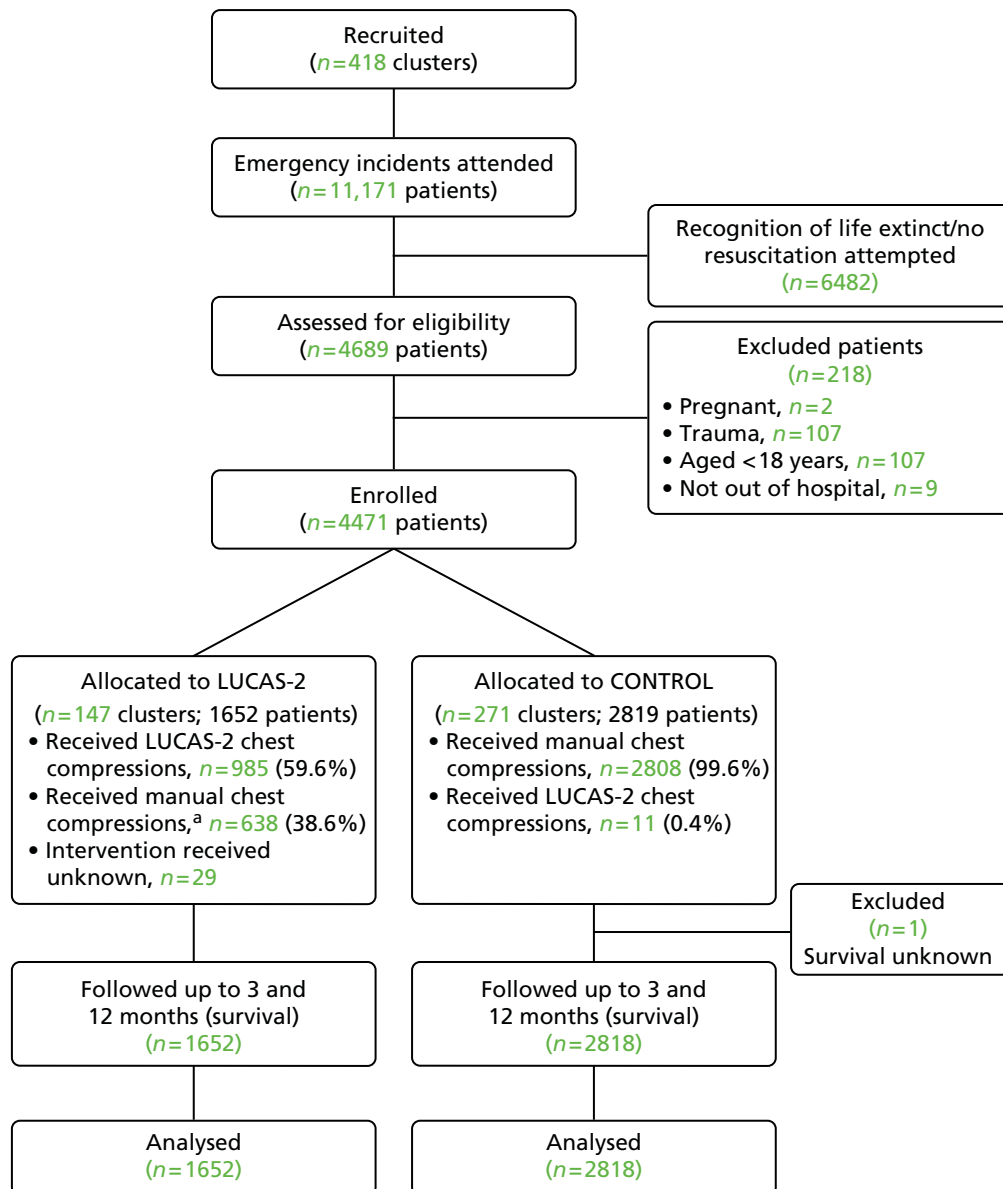 Recruited
(n=418 clusters)
Emergency incidents attended
(n=11,171 patients)
Recognition of life extinct/no
resuscitation attempted
(n=6482)
Assessed for eligibility
(n=4689 patients)
Excluded patients
(n=218)
• Pregnant, n=2
• Trauma, n=107
• Aged <18 years, n=107
• Not out of hospital, n=9
Enrolled
(n=4471 patients)
Allocated to LUCAS-2
(n=147 clusters; 1652 patients)
• Received LUCAS-2 chest
compressions, n=985 (59.6%)
• Received manual chest
compressions,a n=638 (38.6%)
• Intervention received
unknown, n=29
Allocated to CONTROL
(n=271 clusters; 2819 patients)
• Received manual chest
compressions, n=2808 (99.6%)
• Received LUCAS-2 chest
compressions, n=11 (0.4%)
Excluded
(n=1)
Survival unknown
Followed up to 3 and
12 months (survival)
(n=1652)
Followed up to 3 and
12 months (survival)
(n=2818)
Analysed
(n=1652)
Analysed
(n=2818)